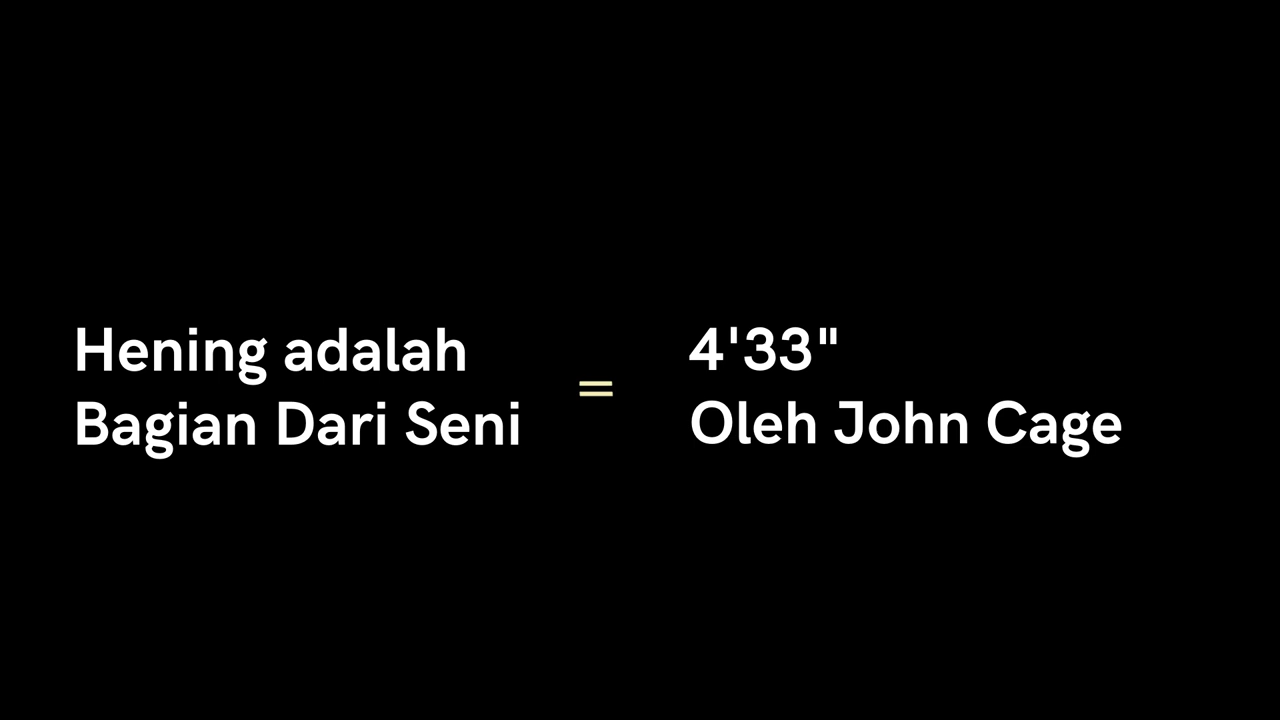 Hening adalah
Bagian Dari Seni
=
4'33"
Oleh John Cage